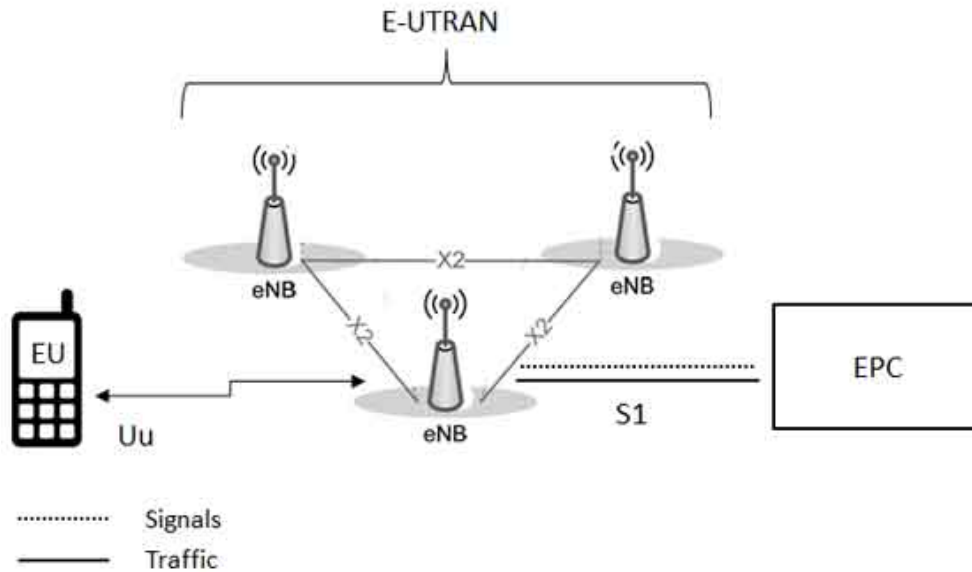 E-UTRAN
eNB
X2
eNB
X2
X2
EU
eNB
Uu
S1
EPC
Signals
Traffic